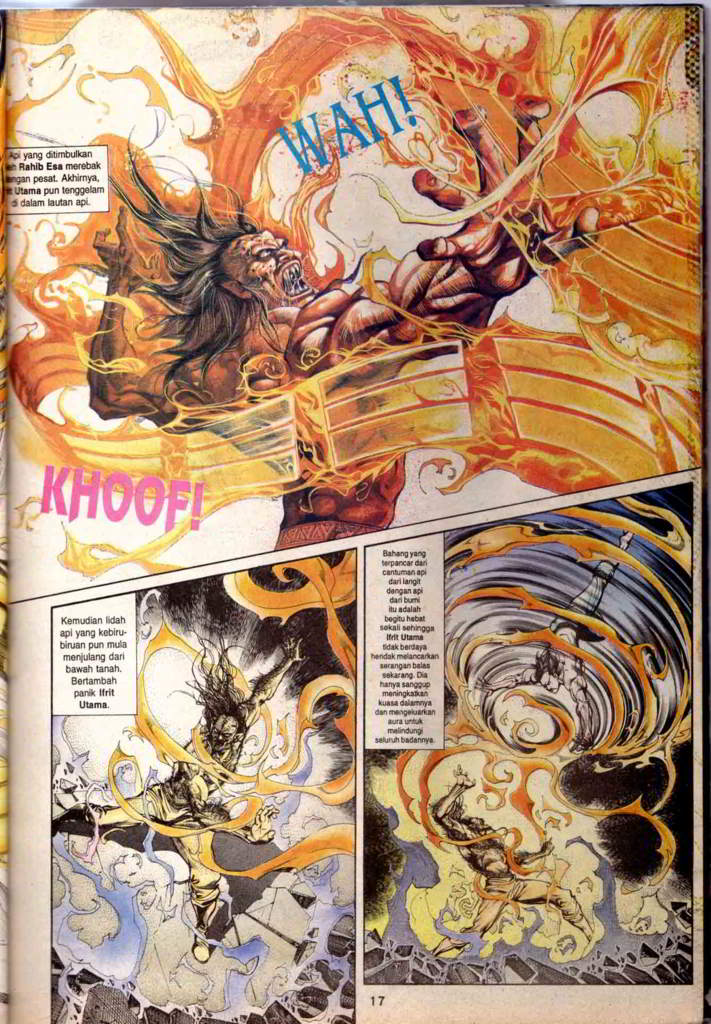 Api yang ditimbulkan
Rahib Esa merebak
dengan pesat. Akhirnya,
Utama pun tenggelam
di dalam lautan api.
WAH!
KHOOF!
Kemudian lidah
api yang kebiru-
biruan pun mula
menjulang dari
bawah tanah.
Bertambah
panik Ifrit
Utama.
Bahang yang
terpancar dari
cantuman api
dari langit
dengan api
dari bumi
itu adalah
begitu hebat
sekali sehingga
Ifrit Utama
tidak berdaya
hendak melancarkan
serangan balas
sekarang. Dia
hanya sanggup
meningkatkan
kuasa dalamnya
dan mengeluarkan
aura untuk
melindungi
seluruh badannya.
17